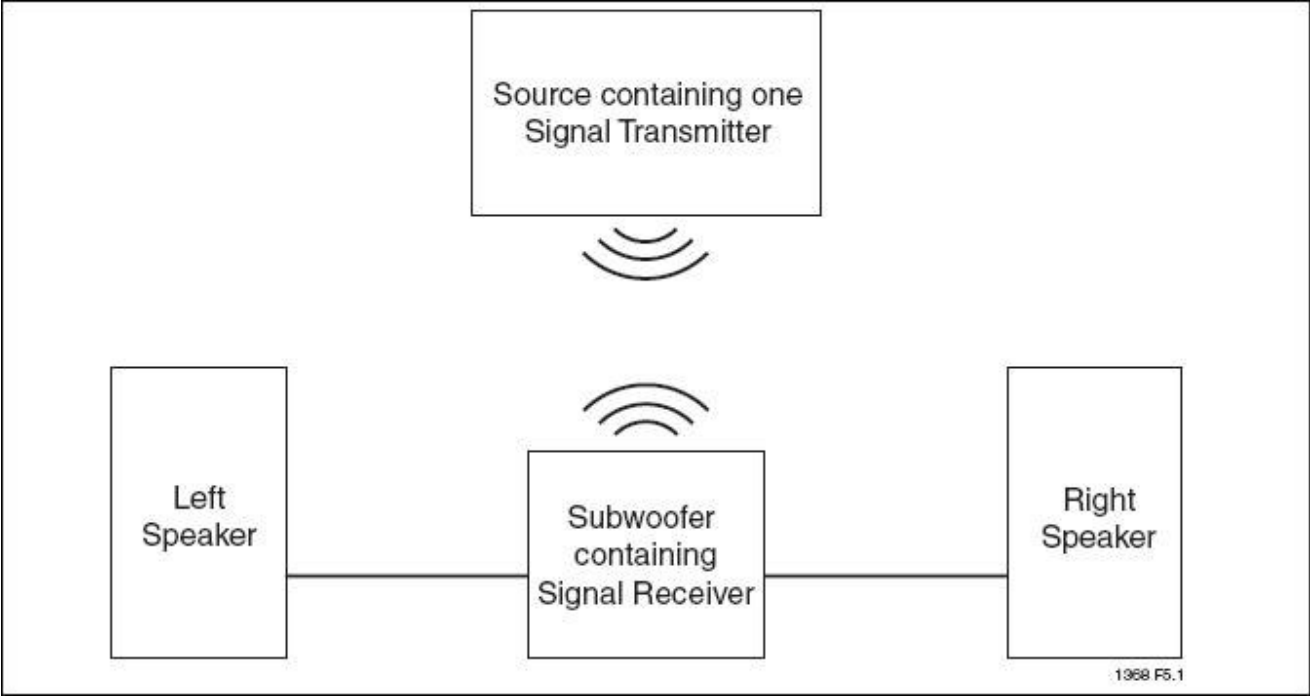 Source containing one
Signal Transmitter
Left
Speaker
Subwoofer
containing
Signal Receiver
Right
Speaker
1368 F5.1